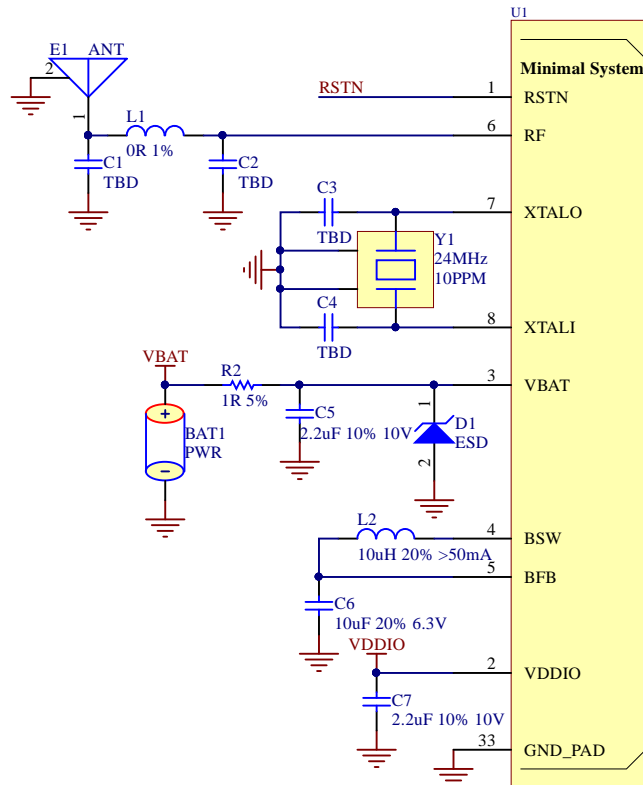 U1
E1 ANT
2
Minimal System
RSTN 1 RSTN
1 L1 6 RF
0R 1%
C1 C2
TBD TBD
C3 7 XTALO
TBD Y1
24MHz
10PPM
C4 8 XTALI
TBD
VBAT
R2 3 VBAT
1R 5% 1
C5 D1
2.2uF 10% 10V ESD
BAT1
PWR 2
L2 4 BSW
10uH 20% >50mA
5 BFB
C6
10uF 20% 6.3V
VDDIO
2 VDDIO
C7
2.2uF 10% 10V
33 GND_PAD